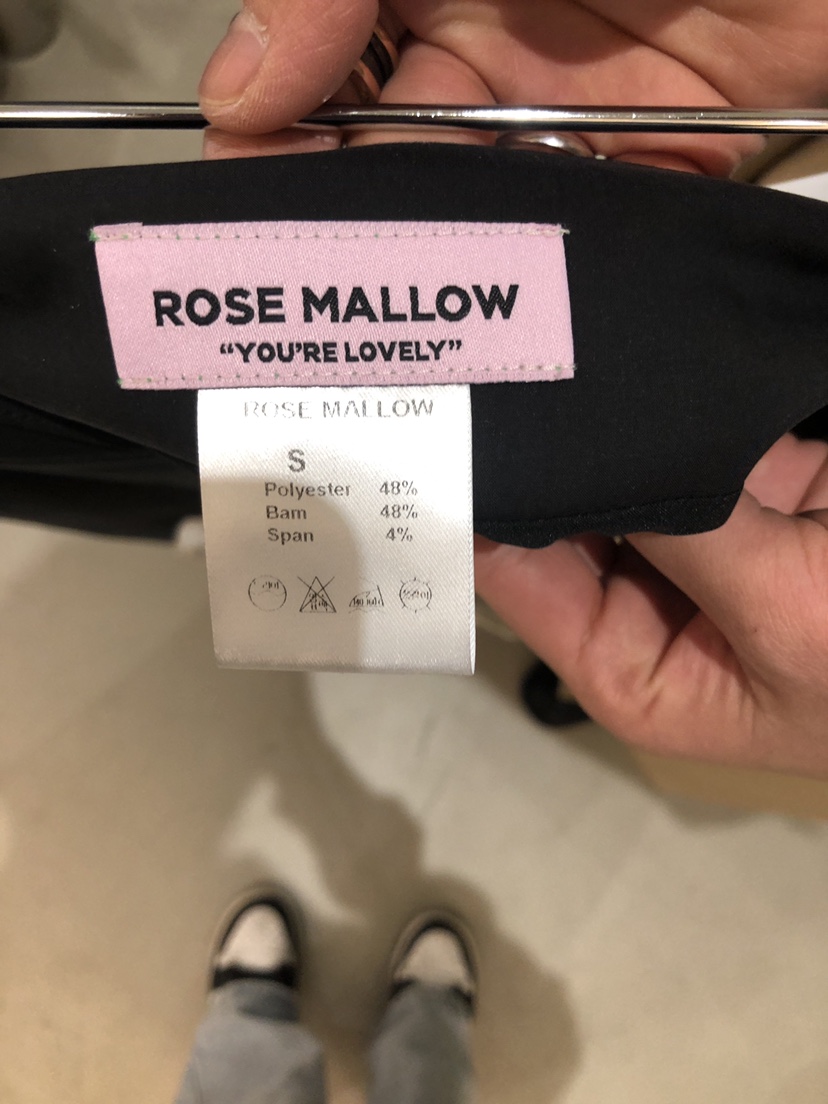 ROSE MALLOW
“YOU’RE LOVELY”
ROSE MALLOW
S
Polyester 48%
Bam 48%
Span 4%